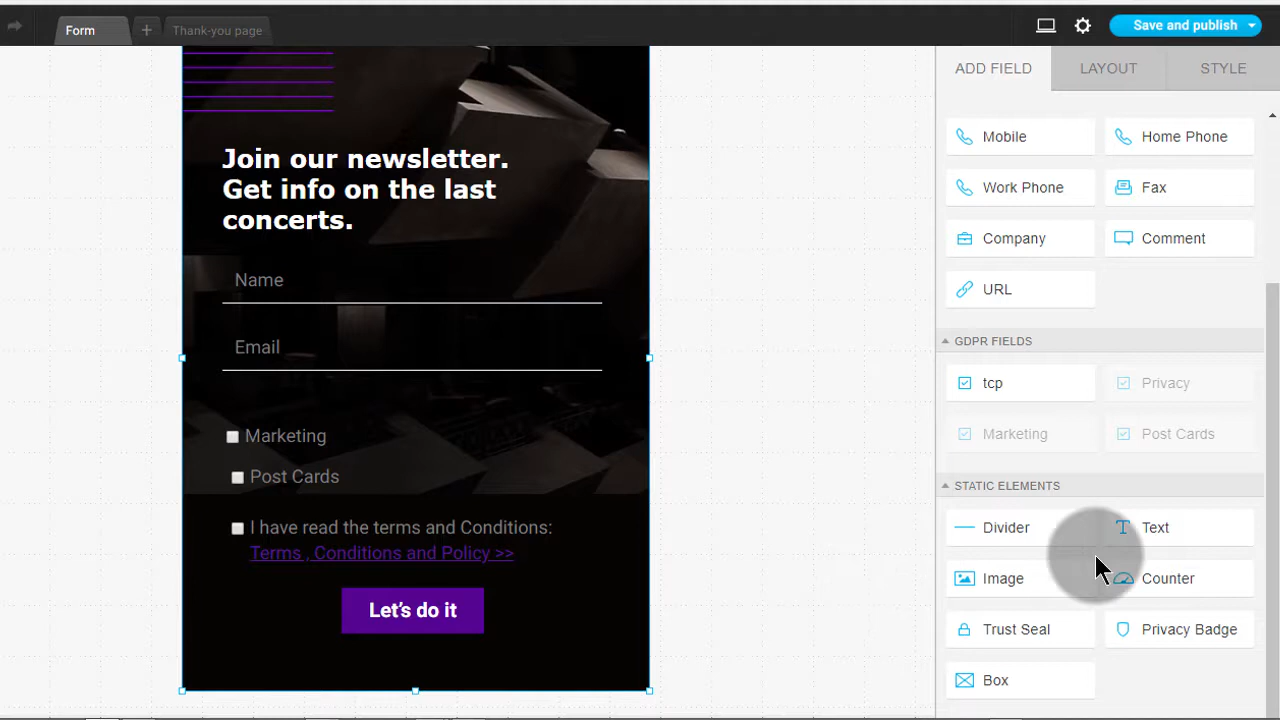 Form
+
Thank-you page
Save and publish
ADD FIELD
LAYOUT
STYLE
Join our newsletter.
Get info on the last
concerts.
Name
Email
Marketing
Post Cards
I have read the terms and Conditions:
Terms , Conditions and Policy >>
Let's do it
Mobile
Home Phone
Work Phone
Fax
Company
Comment
URL
GDPR FIELDS
tcp
Privacy
Marketing
Post Cards
STATIC ELEMENTS
Divider
Text
Image
Counter
Trust Seal
Privacy Badge
Box